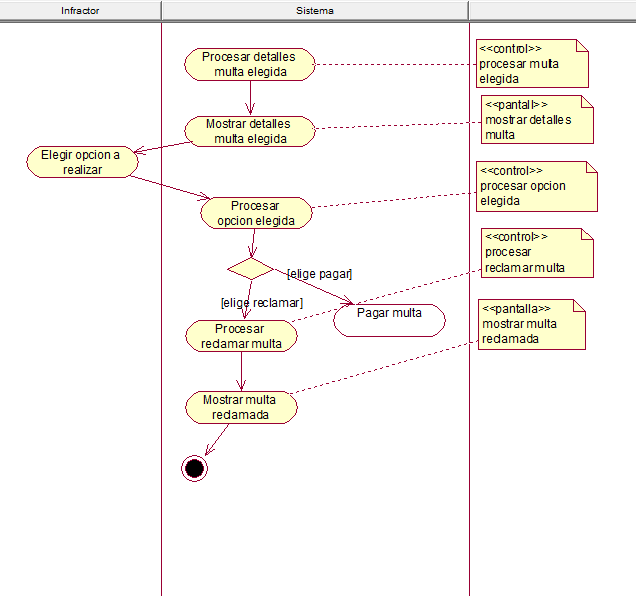 Infractor
Sistema
Procesar detalles
multa elegida
<<control>>
procesar multa
elegida
Mostrar detalles
multa elegida
<<pantall>>
mostrar detalles
multa
Elegir opcion a
realizar
Procesar
opcion elegida
<<control>>
procesar opcion
elegida
[elige pagar]
<<control>>
procesar
reclamar multa
[elige reclamar]
Pagar multa
Procesar
reclamar multa
<<pantalla>>
mostrar multa
reclamada
Mostrar multa
reclamada